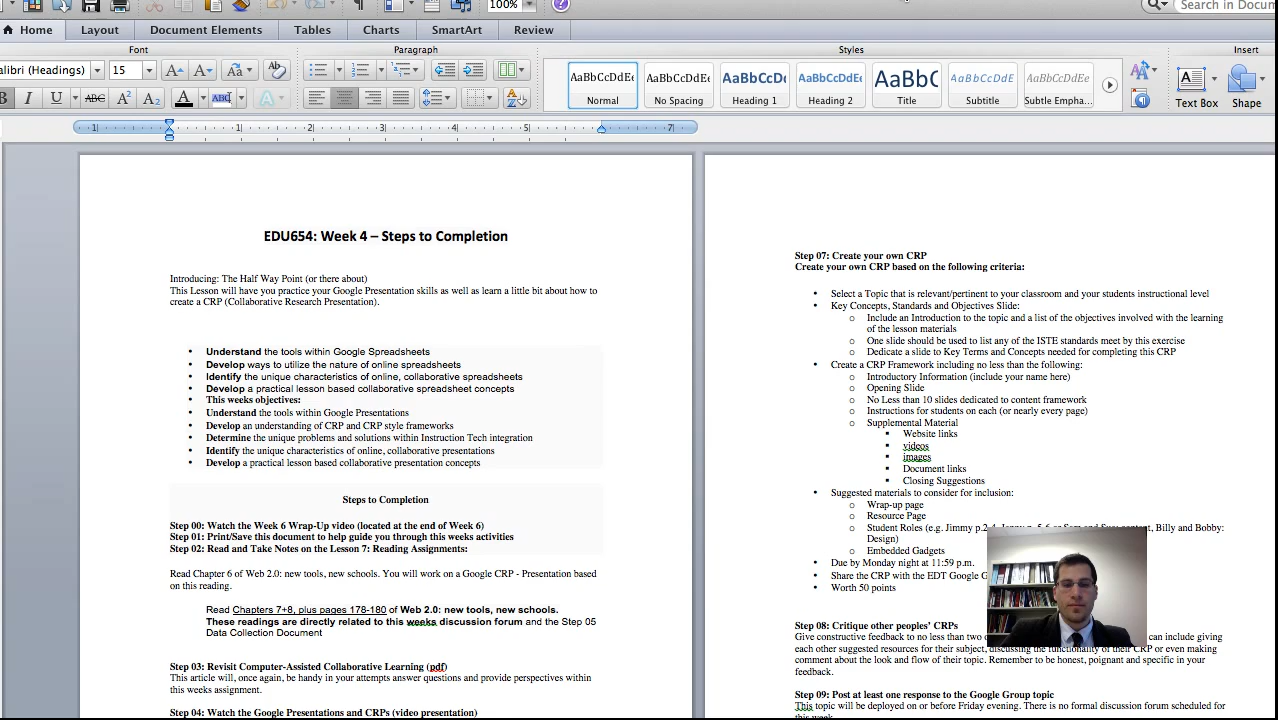 100%
Search in Docum
Home Layout Document Elements Tables Charts SmartArt Review
Font Paragraph Styles Insert
alibri (Headings) 15
AaBbCcDdEe AaBbCcDdEe AaBbCcDc AaBbCcDdEe AaBbC AaBbCcDdE AaBbCcDdEe
Normal No Spacing Heading 1 Heading 2 Title Subtitle Subtle Empha...
Text Box Shape
1 1 2 3 4 5 7
EDU654: Week 4 – Steps to Completion
Introducing: The Half Way Point (or there about)
This Lesson will have you practice your Google Presentation skills as well as learn a little bit about how to
create a CRP (Collaborative Research Presentation).
• Understand the tools within Google Spreadsheets
• Develop ways to utilize the nature of online spreadsheets
• Identify the unique characteristics of online, collaborative spreadsheets
• Develop a practical lesson based collaborative spreadsheet concepts
• This weeks objectives:
• Understand the tools within Google Presentations
• Develop an understanding of CRP and CRP style frameworks
• Determine the unique problems and solutions within Instruction Tech integration
• Identify the unique characteristics of online, collaborative presentations
• Develop a practical lesson based collaborative presentation concepts
Steps to Completion
Step 00: Watch the Week 6 Wrap-Up video (located at the end of Week 6)
Step 01: Print/Save this document to help guide you through this weeks activities
Step 02: Read and Take Notes on the Lesson 7: Reading Assignments:
Read Chapter 6 of Web 2.0: new tools, new schools. You will work on a Google CRP - Presentation based
on this reading.
Read Chapters 7+8, plus pages 178-180 of Web 2.0: new tools, new schools.
These readings are directly related to this weeks discussion forum and the Step 05
Data Collection Document
Step 03: Revisit Computer-Assisted Collaborative Learning (pdf)
This article will, once again, be handy in your attempts answer questions and provide perspectives within
this weeks assignment.
Step 04: Watch the Google Presentations and CRPs (video presentation)
Step 07: Create your own CRP
Create your own CRP based on the following criteria:
• Select a Topic that is relevant/pertinent to your classroom and your students instructional level
• Key Concepts, Standards and Objectives Slide:
o Include an Introduction to the topic and a list of the objectives involved with the learning
of the lesson materials
o One slide should be used to list any of the ISTE standards meet by this exercise
o Dedicate a slide to Key Terms and Concepts needed for completing this CRP
• Create a CRP Framework including no less than the following:
o Introductory Information (include your name here)
o Opening Slide
o No Less than 10 slides dedicated to content framework
o Instructions for students on each (or nearly every page)
o Supplemental Material
▪ Website links
▪ videos
▪ images
▪ Document links
▪ Closing Suggestions
• Suggested materials to consider for inclusion:
o Wrap-up page
o Resource Page
o Student Roles (e.g. Jimmy p.2-4, Jenny p. 5-6 or Sam and Sue: content, Billy and Bobby:
Design)
o Embedded Gadgets
• Due by Monday night at 11:59 p.m.
• Share the CRP with the EDT Google G
• Worth 50 points
Step 08: Critique other peoples' CRPs
Give constructive feedback to no less than two can include giving
each other suggested resources for their subject, discussing the functionality of their CRP or even making
comment about the look and flow of their topic. Remember to be honest, poignant and specific in your
feedback.
Step 09: Post at least one response to the Google Group topic
This topic will be deployed on or before Friday evening. There is no formal discussion forum scheduled for
this week